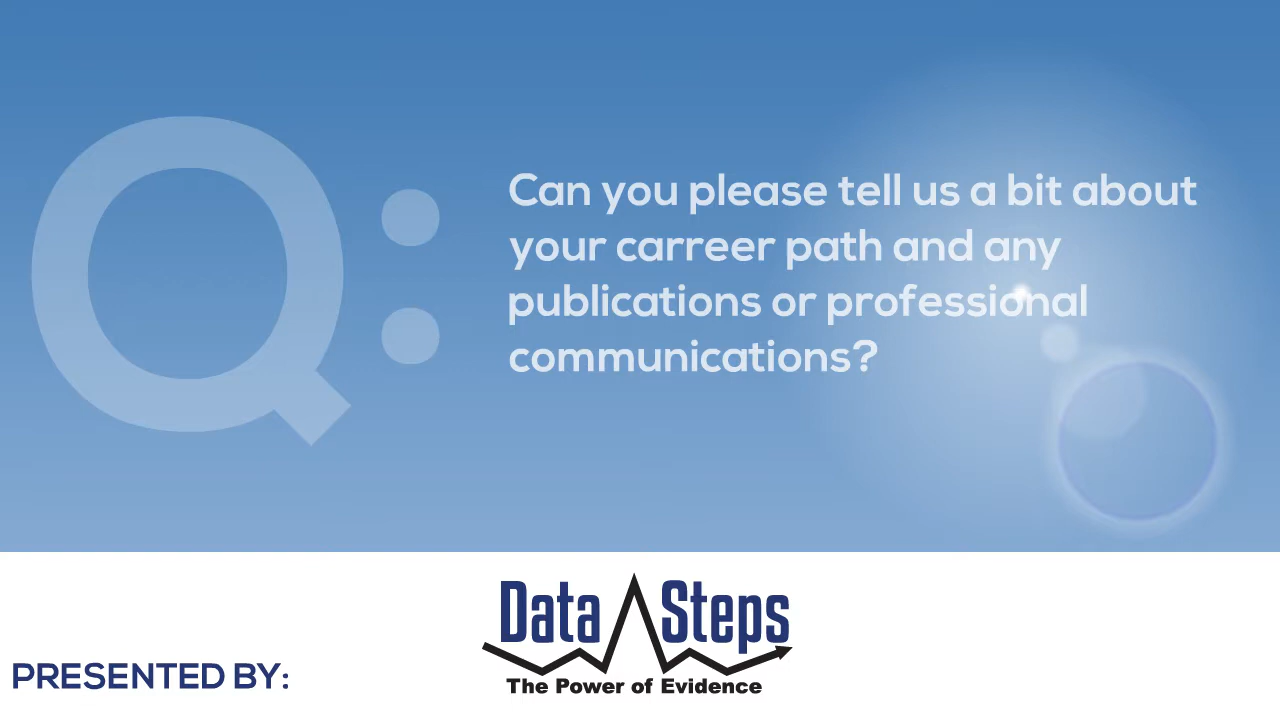 Q:
Can you please tell us a bit about
your carreer path and any
publications or professional
communications?
PRESENTED BY:
Data Steps
The Power of Evidence